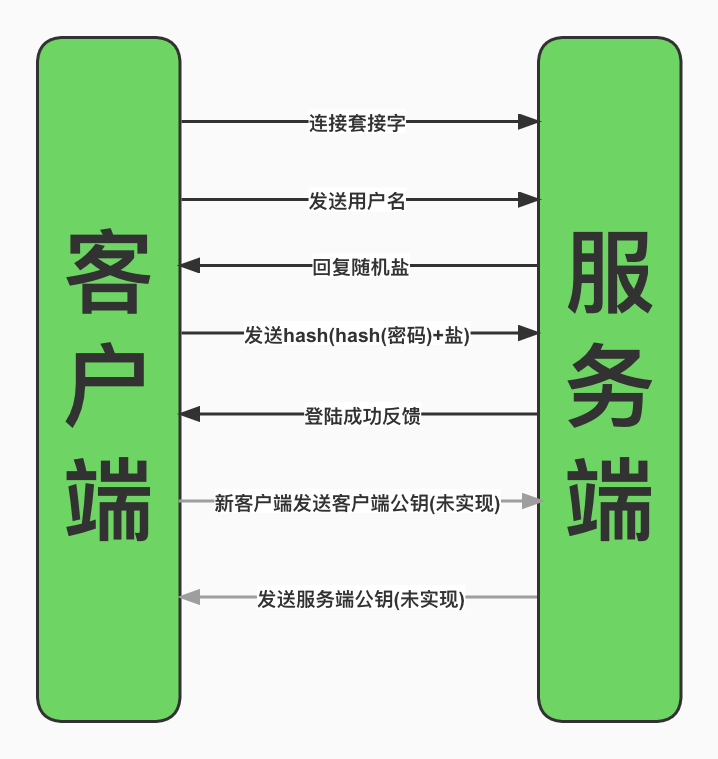 连接套接字
发送用户名
回复随机盐
发送hash(hash(密码)+盐)
登陆成功反馈
新客户端发送客户端公钥(未实现)
发送服务端公钥(未实现)
客户端
服务端